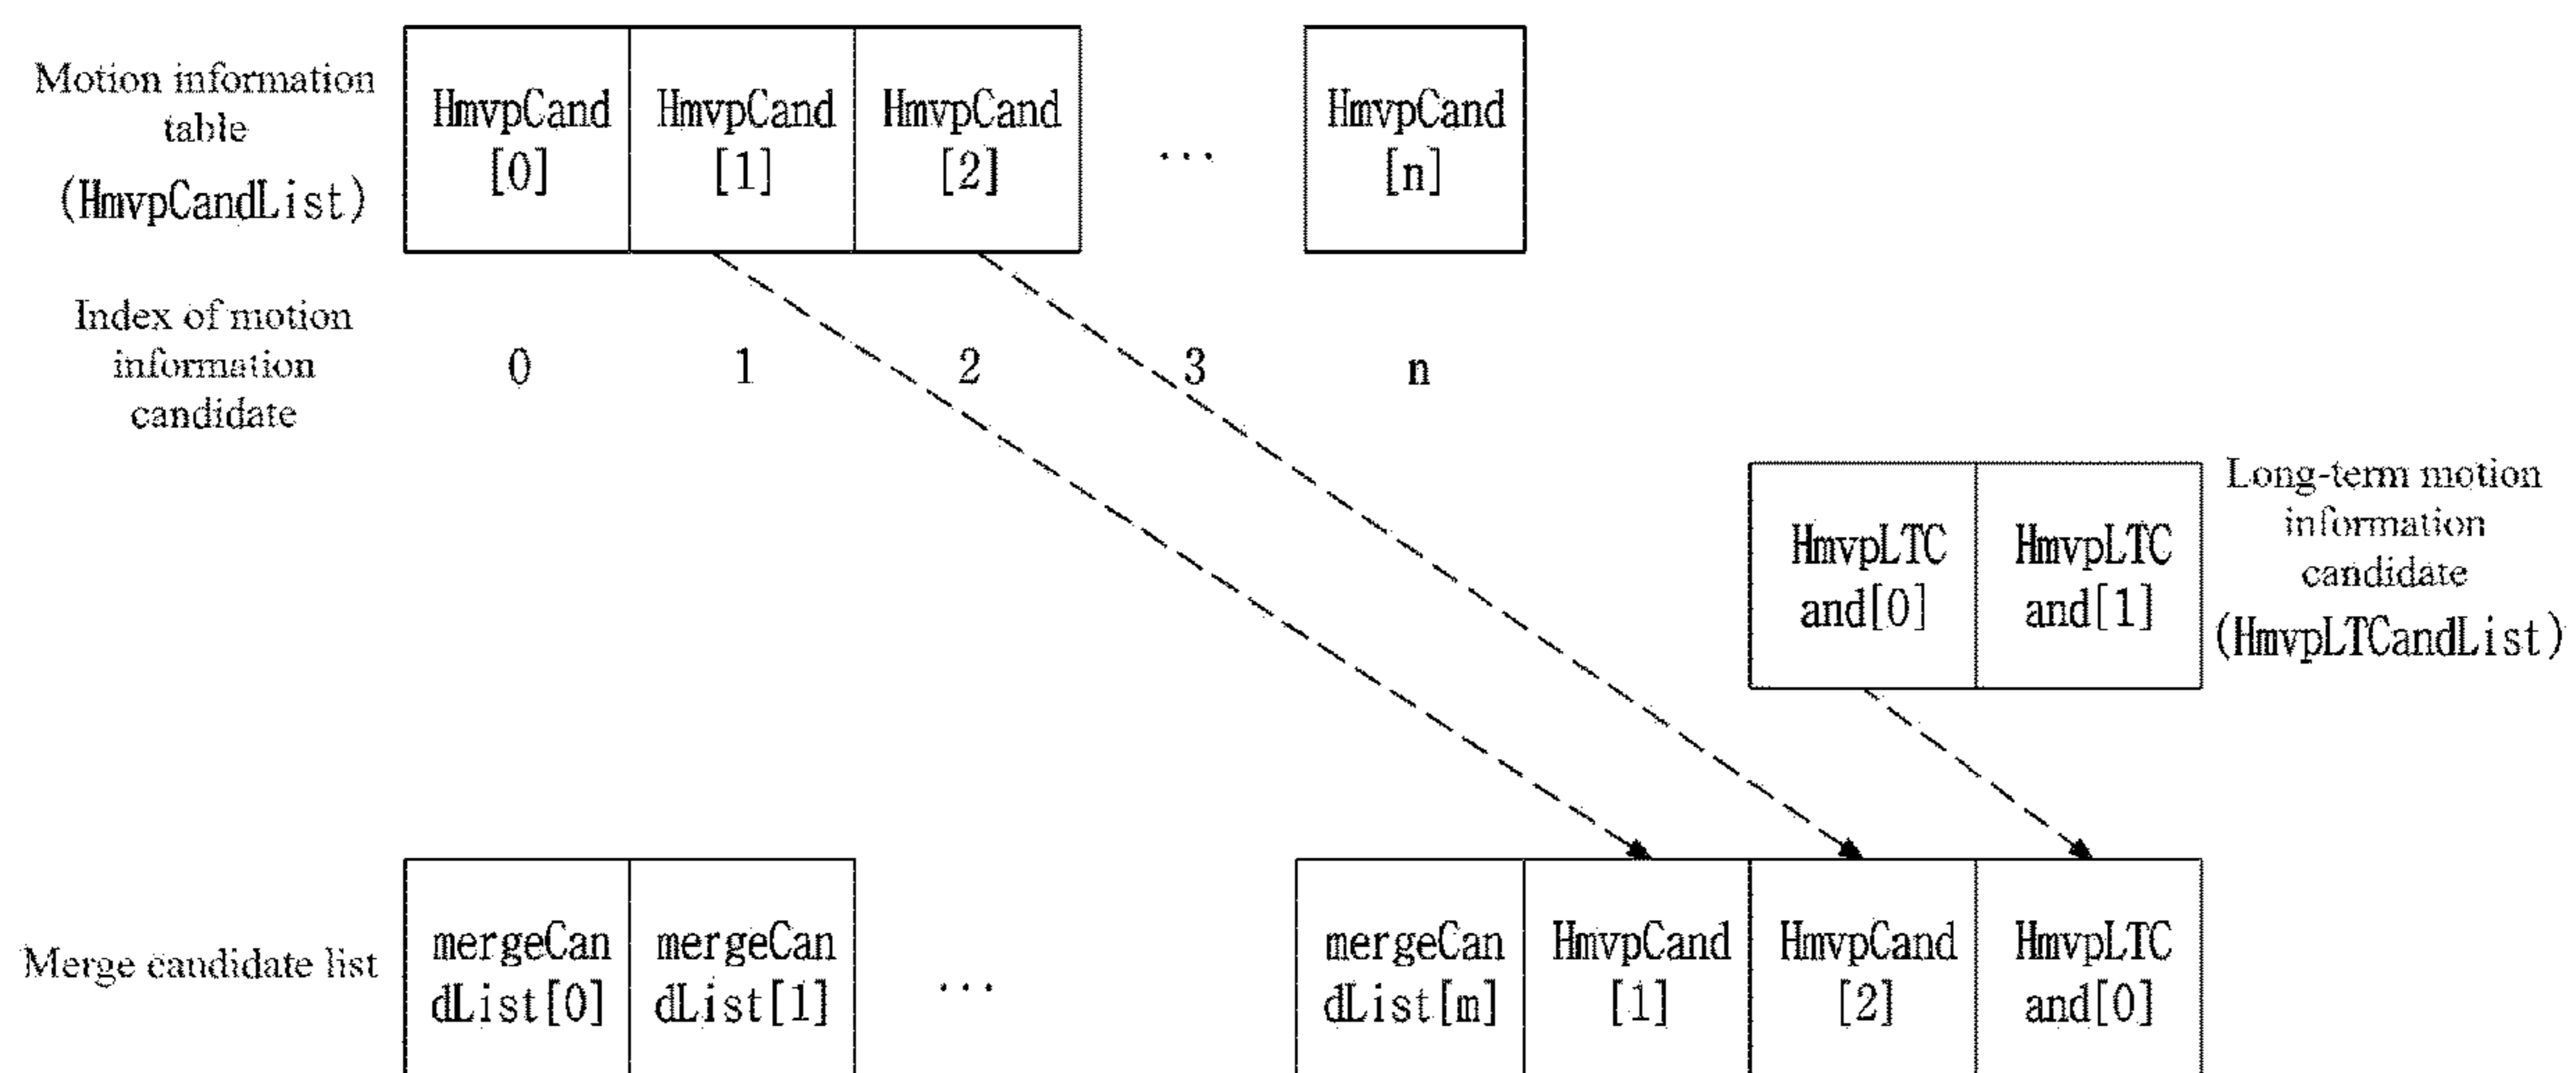 Motion information
table
(HmvpCandList)
HmvpCand
[0]
HmvpCand
[1]
HmvpCand
[2]
...
HmvpCand
[n]
Index of motion
information
candidate
0
1
2
3
n
HmvpLTC
and[0]
HmvpLTC
and[1]
Long-term motion
information
candidate
(HmvpLTCandList)
Merge candidate list
mergeCan
dList[0]
mergeCan
dList[1]
...
mergeCan
dList[m]
HmvpCand
[1]
HmvpCand
[2]
HmvpLTC
and[0]